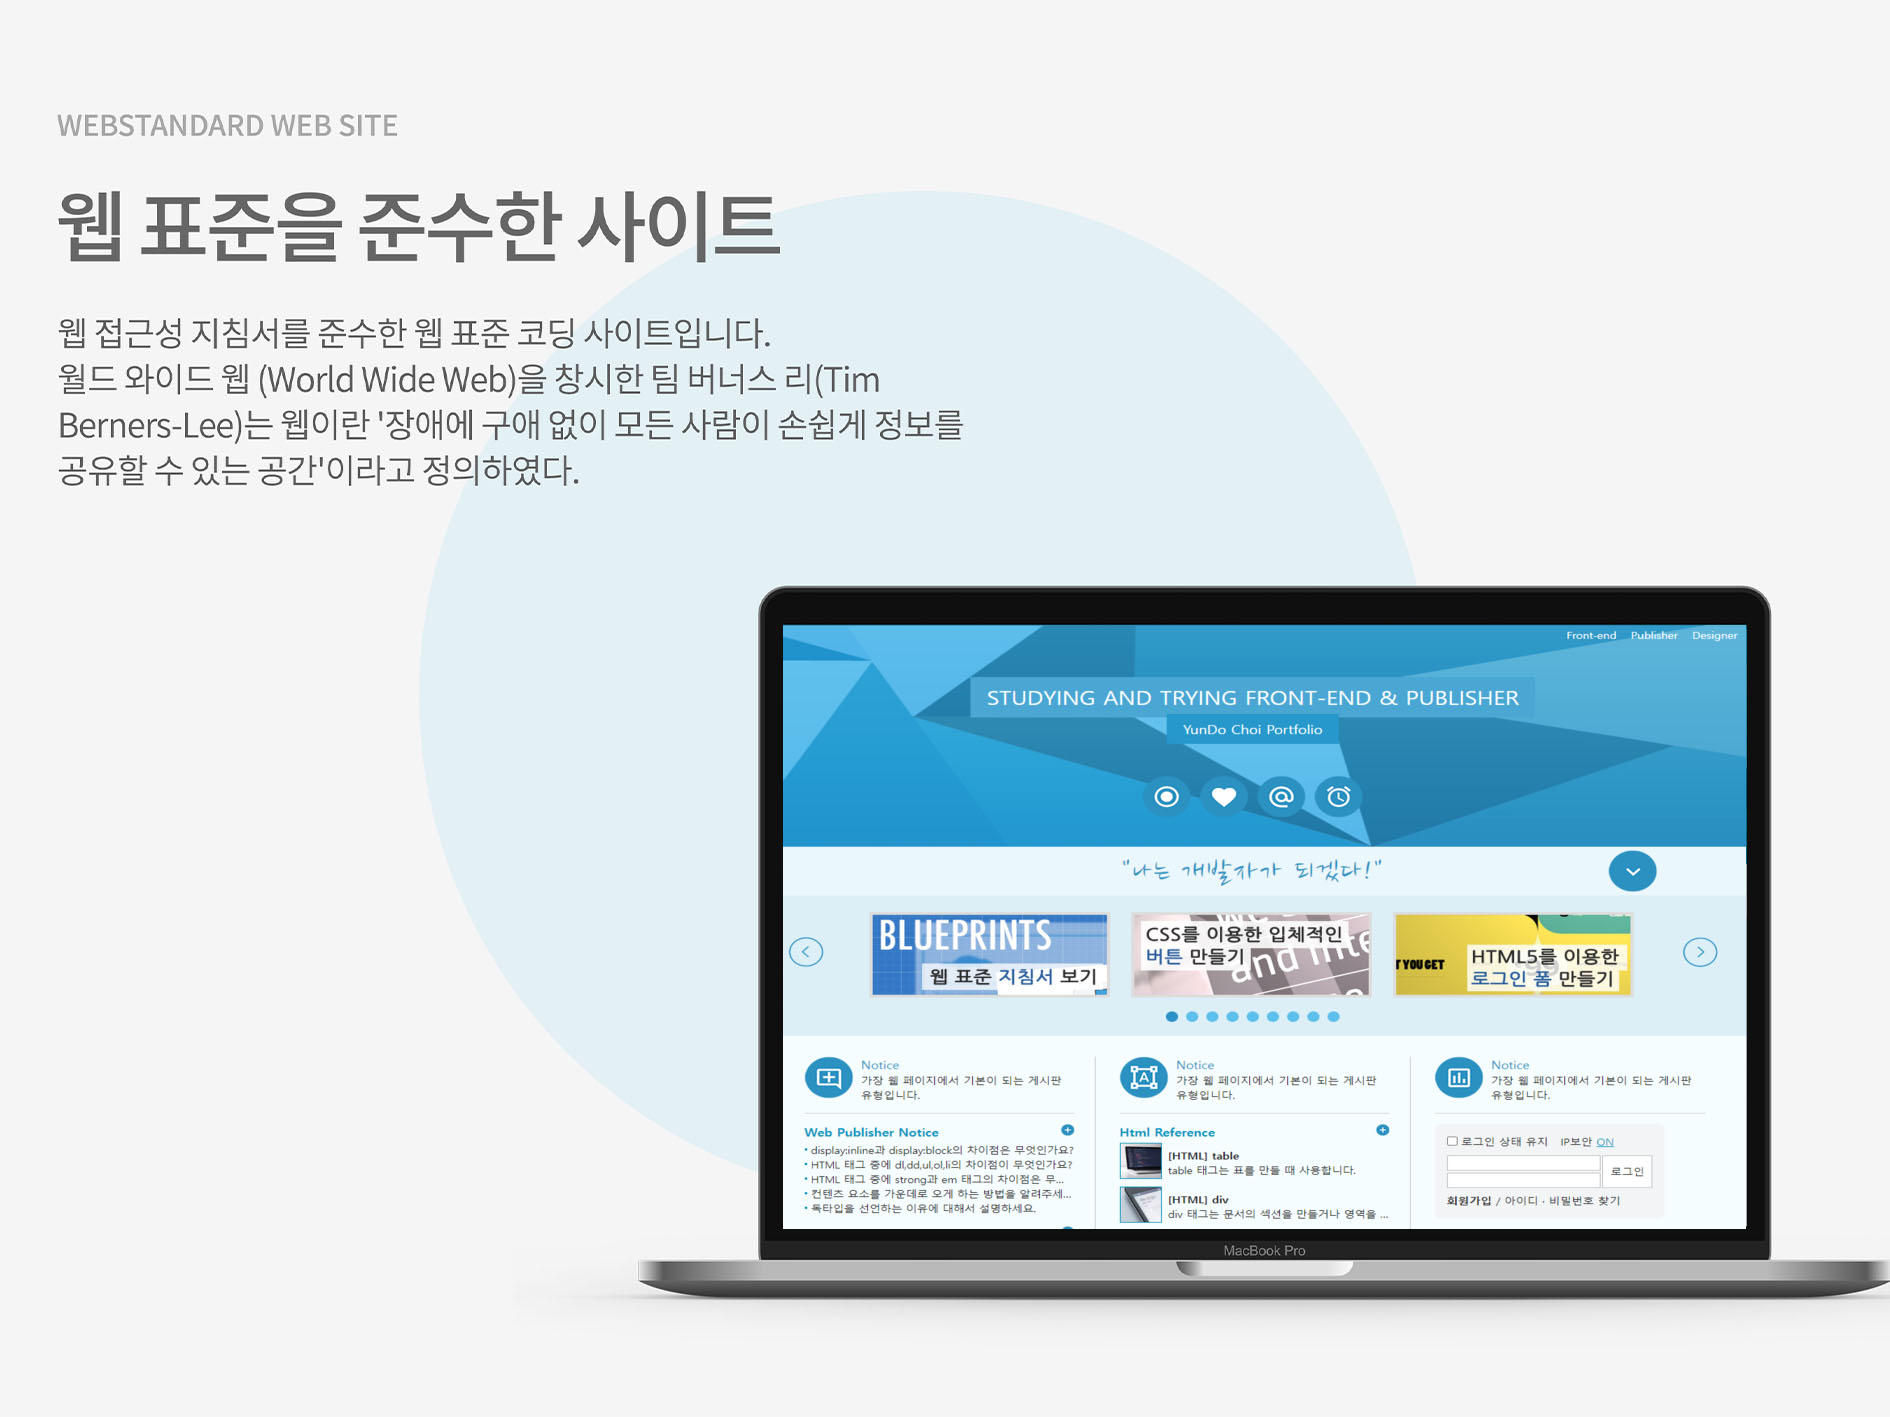 WEBSTANDARD WEB SITE
웹 표준을 준수한 사이트
웹 접근성 지침서를 준수한 웹 표준 코딩 사이트입니다.
월드 와이드 웹 (World Wide Web)을 창시한 팀 버너스 리(Tim
Berners-Lee)는 웹이란 '장애에 구애 없이 모든 사람이 손쉽게 정보를
공유할 수 있는 공간'이라고 정의하였다.
Front-end Publisher Designer
STUDYING AND TRYING FRONT-END & PUBLISHER
YunDo Choi Portfolio
"나는 개발자가 되겠다!"
BLUEPRINTS
웹 표준 지침서 보기
CSS를 이용한 입체적인
버튼 만들기
and inte
T YOU GET
HTML5를 이용한
로그인 폼 만들기
Notice
가장 웹 페이지에서 기본이 되는 게시판
유형입니다.
Web Publisher Notice
• display:inline과 display:block의 차이점은 무엇인가요?
• HTML 태그 중에 dl,dd,ul,ol,li의 차이점이 무엇인가요?
• HTML 태그 중에 strong과 em 태그의 차이점은 무...
• 컨텐츠 요소를 가운데로 오게 하는 방법을 알려주세...
• 독타입을 선언하는 이유에 대해서 설명하세요.
Notice
가장 웹 페이지에서 기본이 되는 게시판
유형입니다.
Html Reference
[HTML] table
table 태그는 표를 만들 때 사용합니다.
[HTML] div
div 태그는 문서의 섹션을 만들거나 영역을 ...
Notice
가장 웹 페이지에서 기본이 되는 게시판
유형입니다.
로그인 상태 유지 IP보안 ON
로그인
회원가입 / 아이디 · 비밀번호 찾기
MacBook Pro